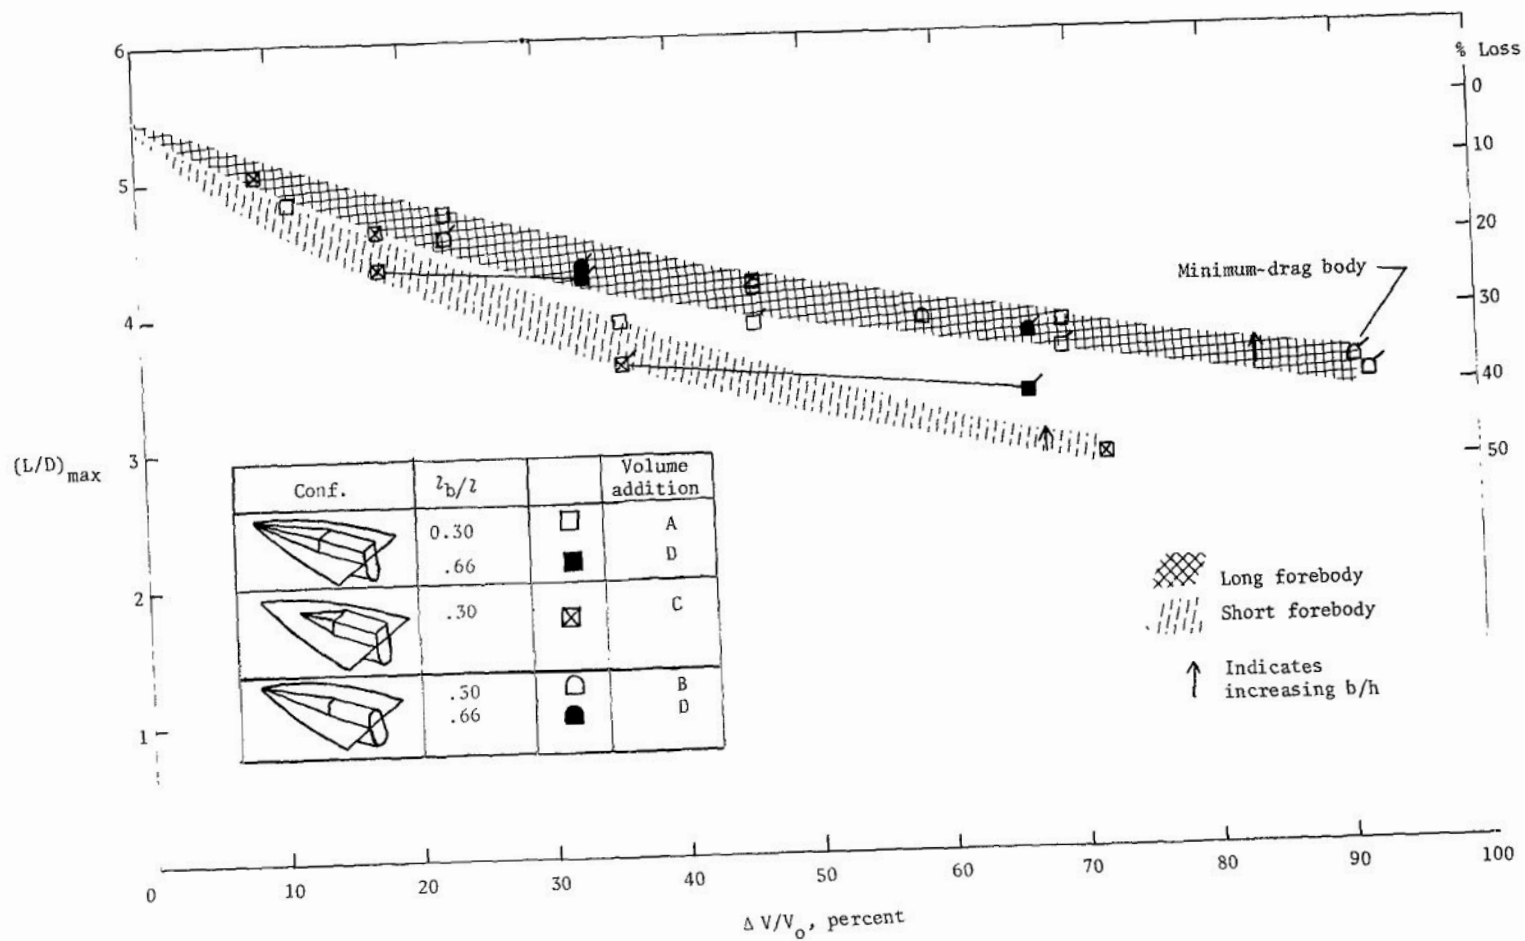 6
% Loss
0
10
5
20
Minimum-drag body
30
4
40
(L/D)max
3
50
Conf.
lb/l
Volume
addition
0.30
A
.66
D
.30
C
.30
B
.66
D
2
1
Long forebody
Short forebody
Indicates
increasing b/h
0
10
20
30
40
50
60
70
80
90
100
Δ V/Vo, percent